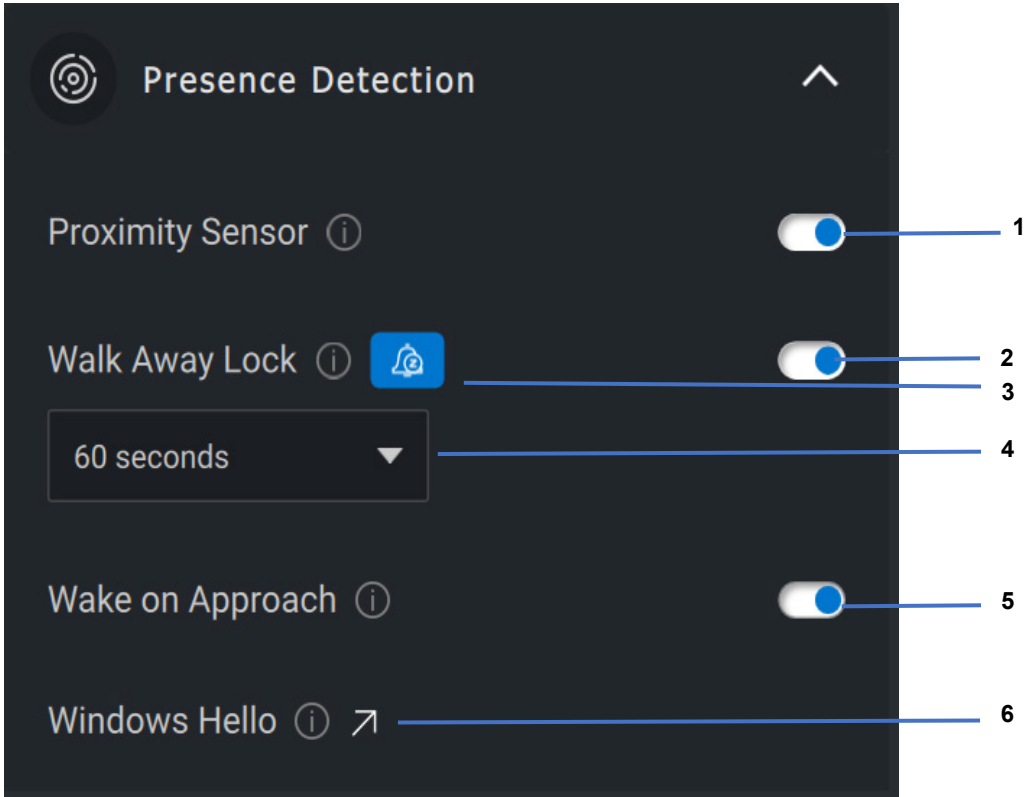 Presence Detection
Proximity Sensor
1
Walk Away Lock
2
3
60 seconds
4
Wake on Approach
5
Windows Hello
6